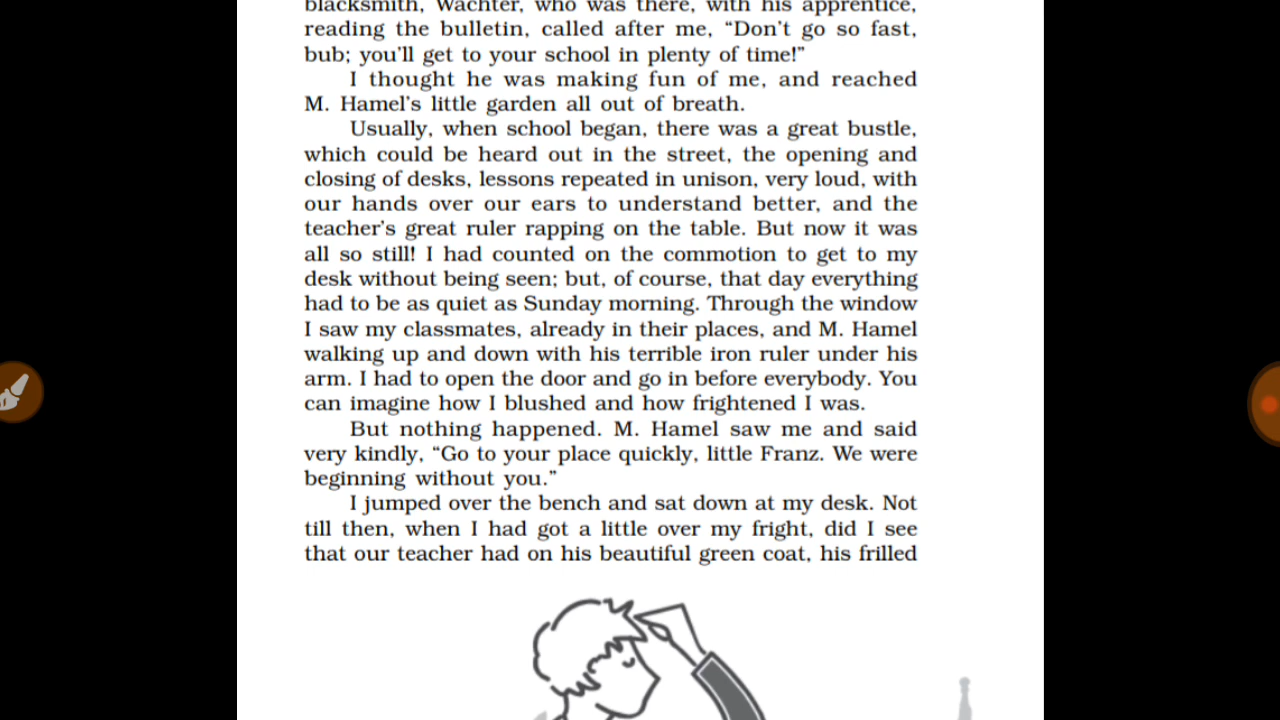 blacksmith, Wachter, who was there, with his apprentice,
reading the bulletin, called after me, “Don’t go so fast,
bub; you’ll get to your school in plenty of time!”
I thought he was making fun of me, and reached
M. Hamel’s little garden all out of breath.
Usually, when school began, there was a great bustle,
which could be heard out in the street, the opening and
closing of desks, lessons repeated in unison, very loud, with
our hands over our ears to understand better, and the
teacher’s great ruler rapping on the table. But now it was
all so still! I had counted on the commotion to get to my
desk without being seen; but, of course, that day everything
had to be as quiet as Sunday morning. Through the window
I saw my classmates, already in their places, and M. Hamel
walking up and down with his terrible iron ruler under his
arm. I had to open the door and go in before everybody. You
can imagine how I blushed and how frightened I was.
But nothing happened. M. Hamel saw me and said
very kindly, “Go to your place quickly, little Franz. We were
beginning without you.”
I jumped over the bench and sat down at my desk. Not
till then, when I had got a little over my fright, did I see
that our teacher had on his beautiful green coat, his frilled